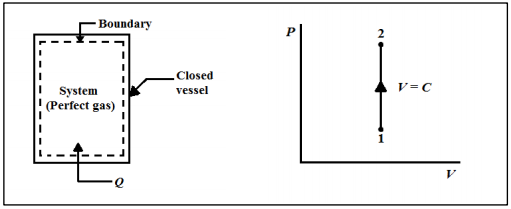 Boundary
System
(Perfect gas)
Closed
vessel
Q
P
2
V = C
1
V